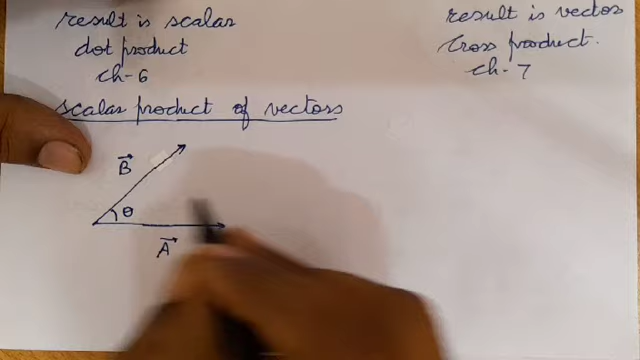 result is scalar
dot product
ch-6
result is vector
Cross product.
ch-7
scalar product of vectors
B⃗
θ
A⃗